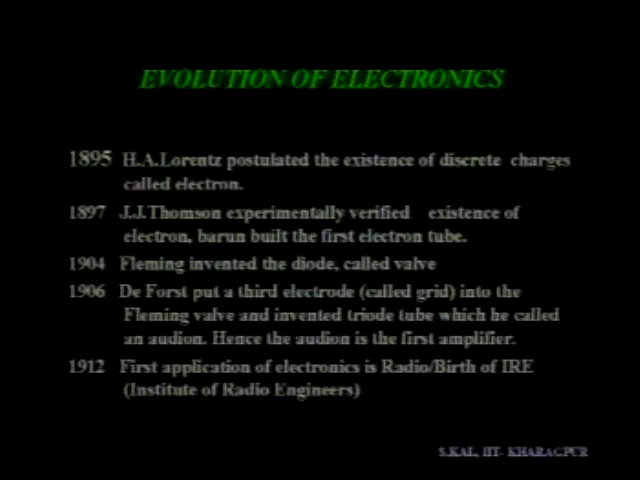 EVOLUTION OF ELECTRONICS
1895 H.A.Lorentz postulated the existence of discrete charges
called electron.
1897 J.J.Thomson experimentally verified existence of
electron, barun built the first electron tube.
1904 Fleming invented the diode, called valve
1906 De Forst put a third electrode (called grid) into the
Fleming valve and invented triode tube which he called
an audion. Hence the audion is the first amplifier.
1912 First application of electronics is Radio/Birth of IRE
(Institute of Radio Engineers)
S.KAL, IIT- KHARAGPUR